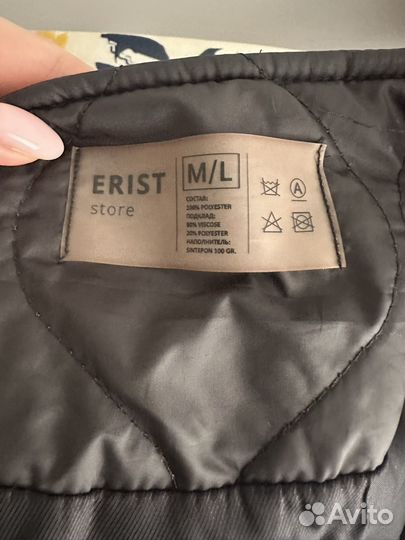 ERIST
store
M/L
СОСТАВ:
100% POLYESTER
ПОДКЛАД:
80% VISCOSE
20% POLYESTER
НАПОЛНИТЕЛЬ:
SINTEPON 100 GR.
A
Avito